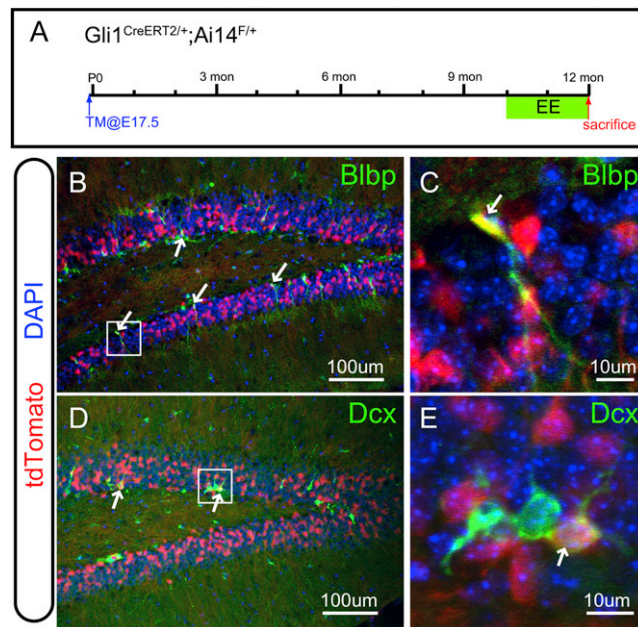 A
Gli1CreERT2/+;Ai14F/+
P0 3 mon 6 mon 9 mon 12 mon
EE
TM@E17.5 sacrifice
tdTomato DAPI
B Blbp
100um
C Blbp
10um
D Dcx
100um
E Dcx
10um